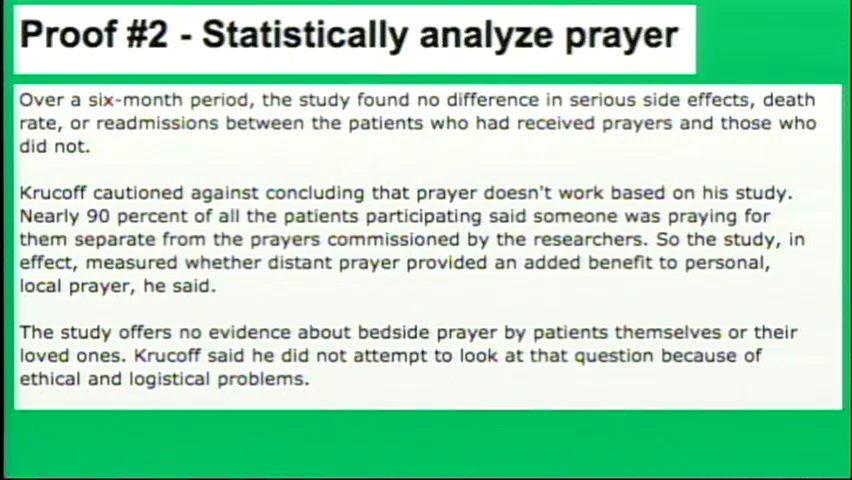 Proof #2 - Statistically analyze prayer
Over a six-month period, the study found no difference in serious side effects, death
rate, or readmissions between the patients who had received prayers and those who
did not.
Krucoff cautioned against concluding that prayer doesn't work based on his study.
Nearly 90 percent of all the patients participating said someone was praying for
them separate from the prayers commissioned by the researchers. So the study, in
effect, measured whether distant prayer provided an added benefit to personal,
local prayer, he said.
The study offers no evidence about bedside prayer by patients themselves or their
loved ones. Krucoff said he did not attempt to look at that question because of
ethical and logistical problems.